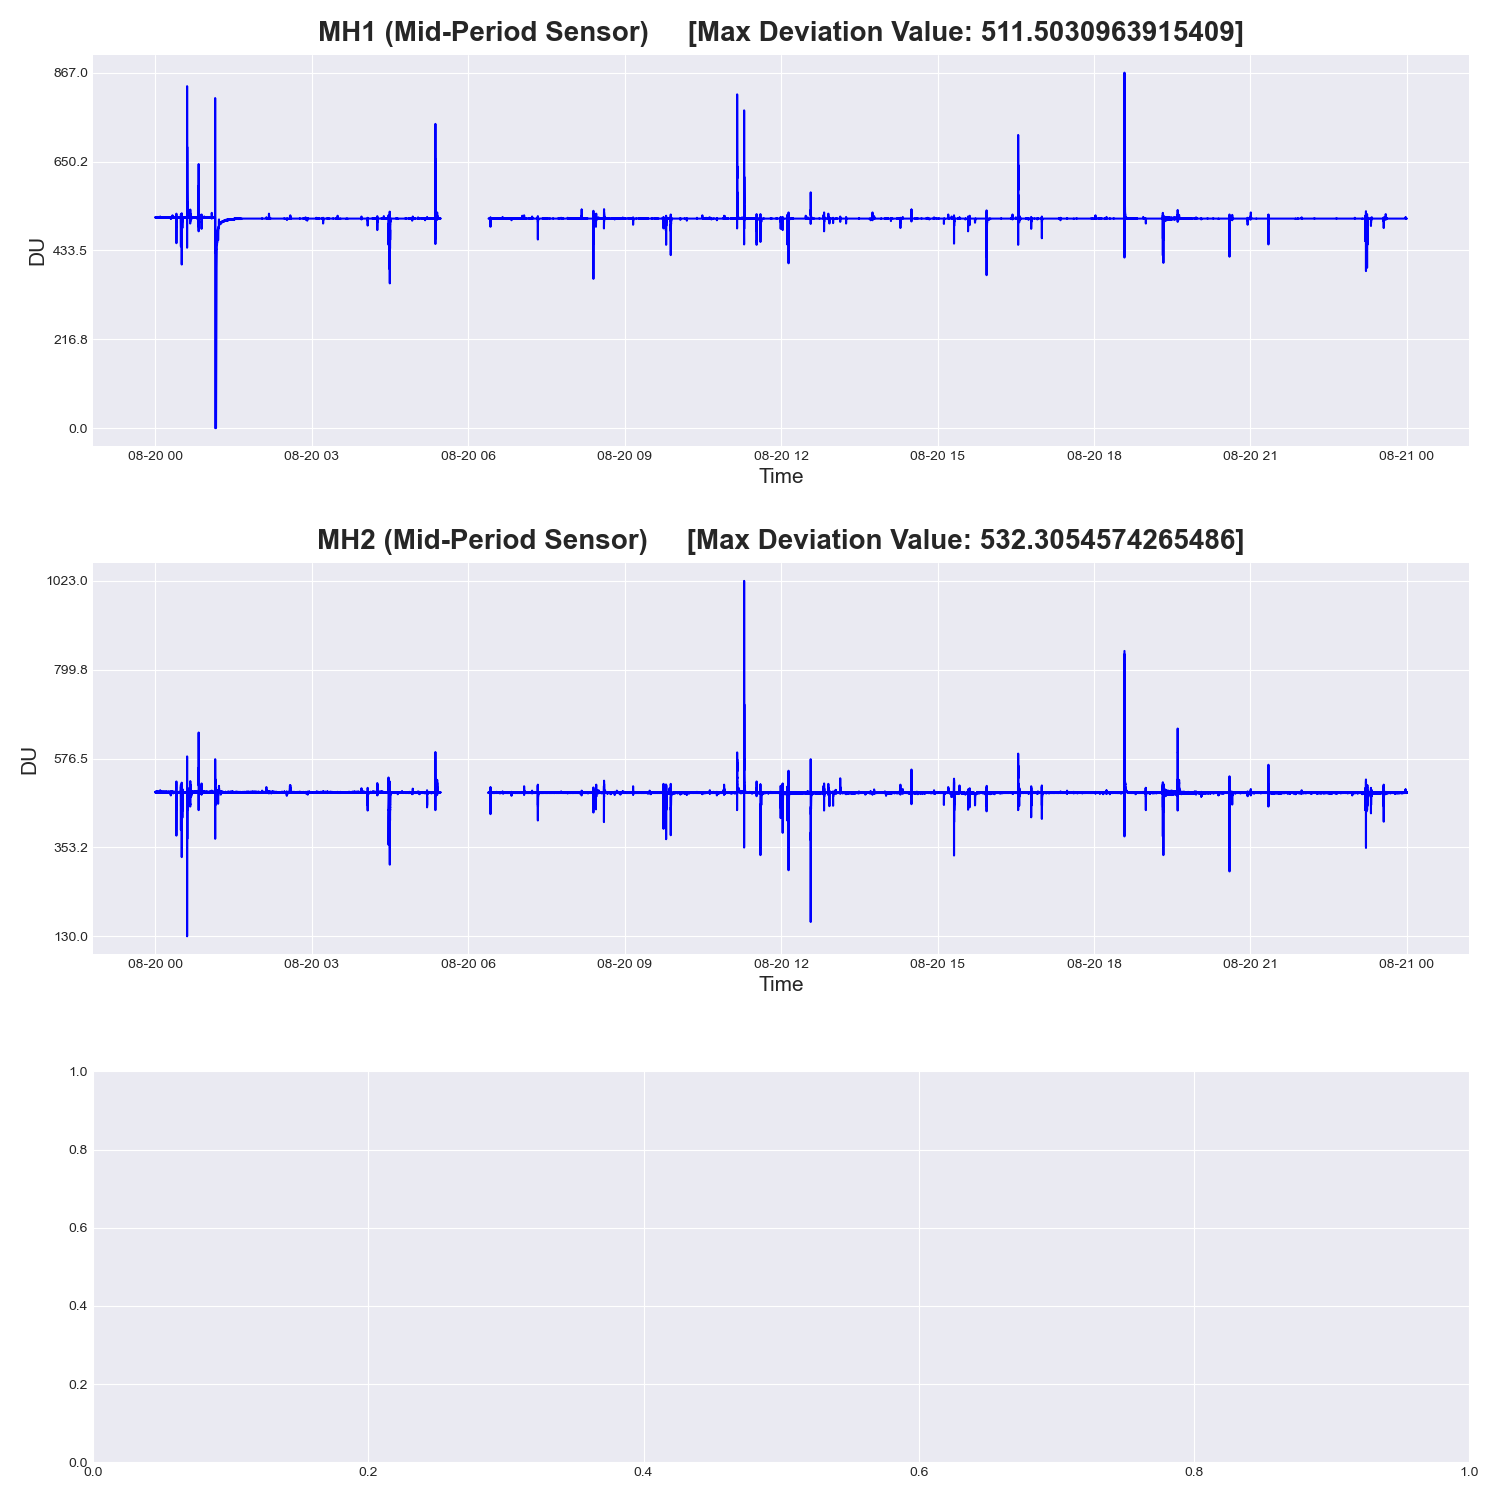 MH1 (Mid-Period Sensor) [Max Deviation Value: 511.5030963915409]
867.0
650.2
433.5
216.8
0.0
DU
08-20 00 08-20 03 08-20 06 08-20 09 08-20 12 08-20 15 08-20 18 08-20 21 08-21 00
Time
MH2 (Mid-Period Sensor) [Max Deviation Value: 532.3054574265486]
1023.0
799.8
576.5
353.2
130.0
DU
08-20 00 08-20 03 08-20 06 08-20 09 08-20 12 08-20 15 08-20 18 08-20 21 08-21 00
Time
1.0
0.8
0.6
0.4
0.2
0.0
0.0 0.2 0.4 0.6 0.8 1.0